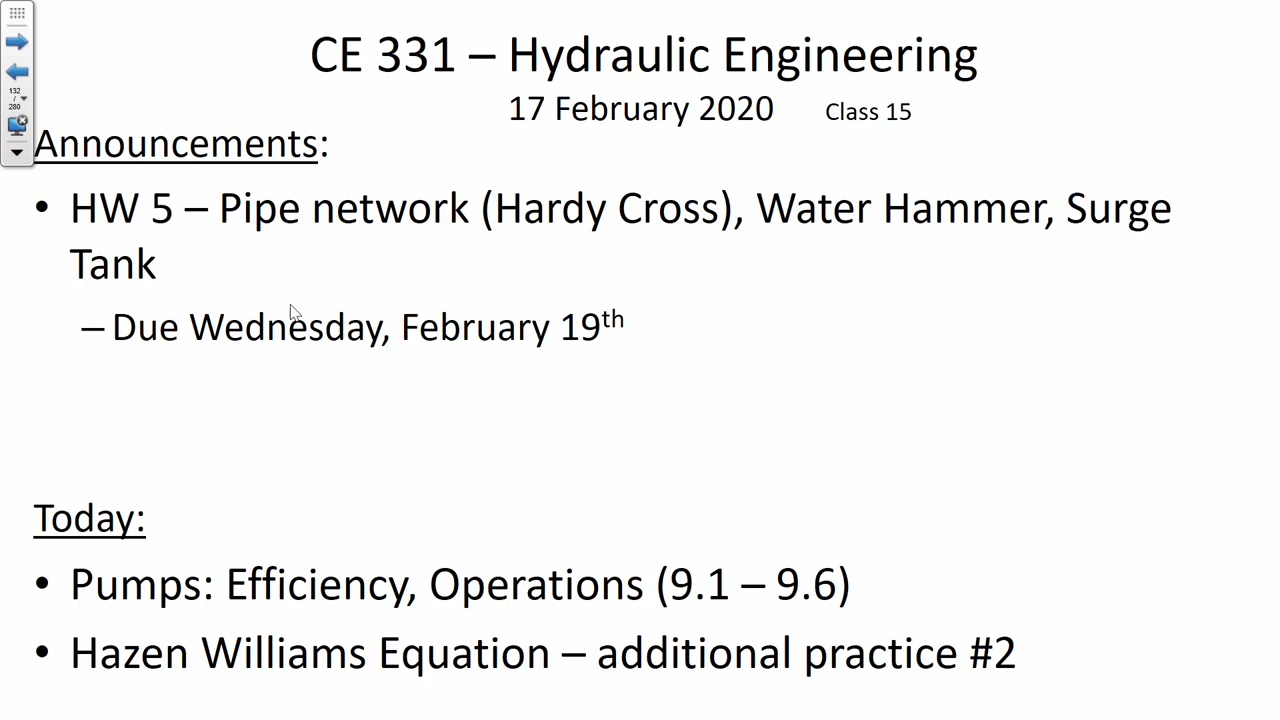 CE 331 – Hydraulic Engineering
17 February 2020 Class 15
132
/
280
Announcements:
• HW 5 – Pipe network (Hardy Cross), Water Hammer, Surge
Tank
– Due Wednesday, February 19th
Today:
• Pumps: Efficiency, Operations (9.1 – 9.6)
• Hazen Williams Equation – additional practice #2